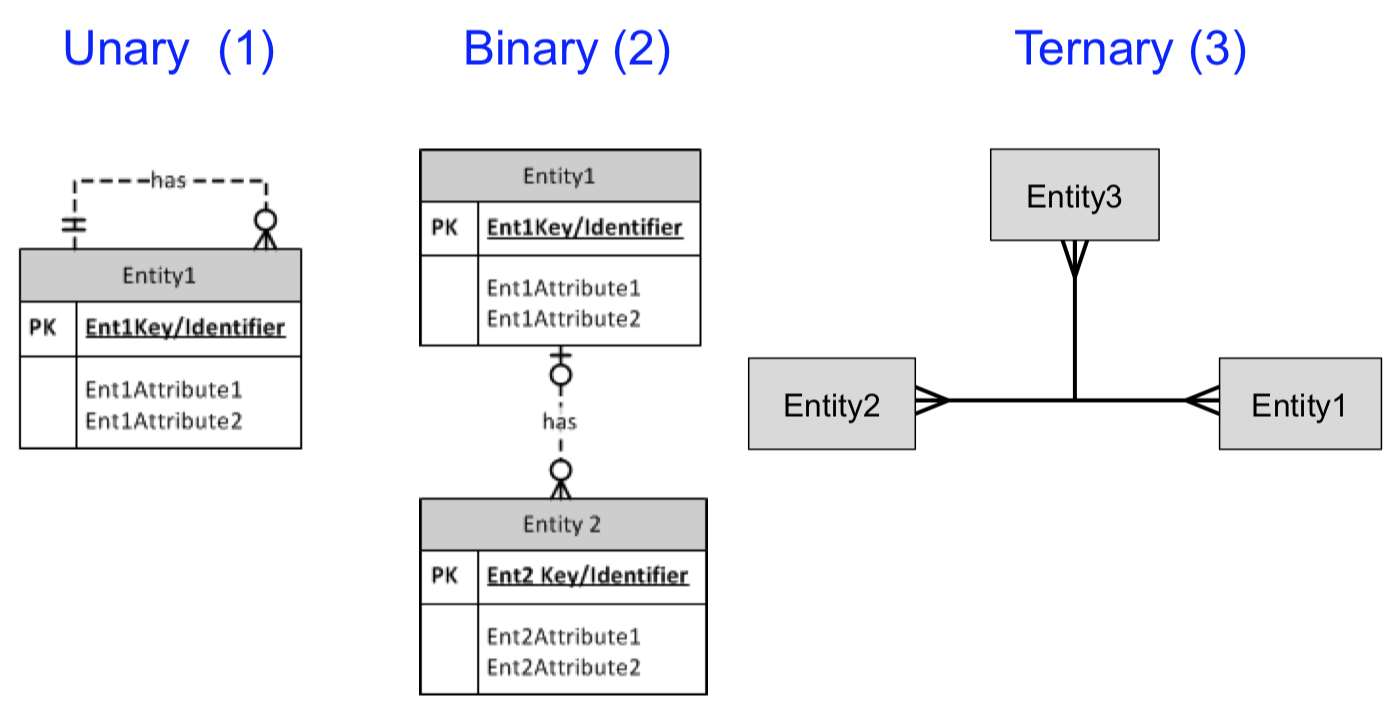 Unary  (1)
Binary (2)
Ternary (3)
has
Entity1
PK
Ent1Key/Identifier
Ent1Attribute1
Ent1Attribute2
Entity1
PK
Ent1Key/Identifier
Ent1Attribute1
Ent1Attribute2
has
Entity 2
PK
Ent2 Key/Identifier
Ent2Attribute1
Ent2Attribute2
Entity3
Entity2
Entity1